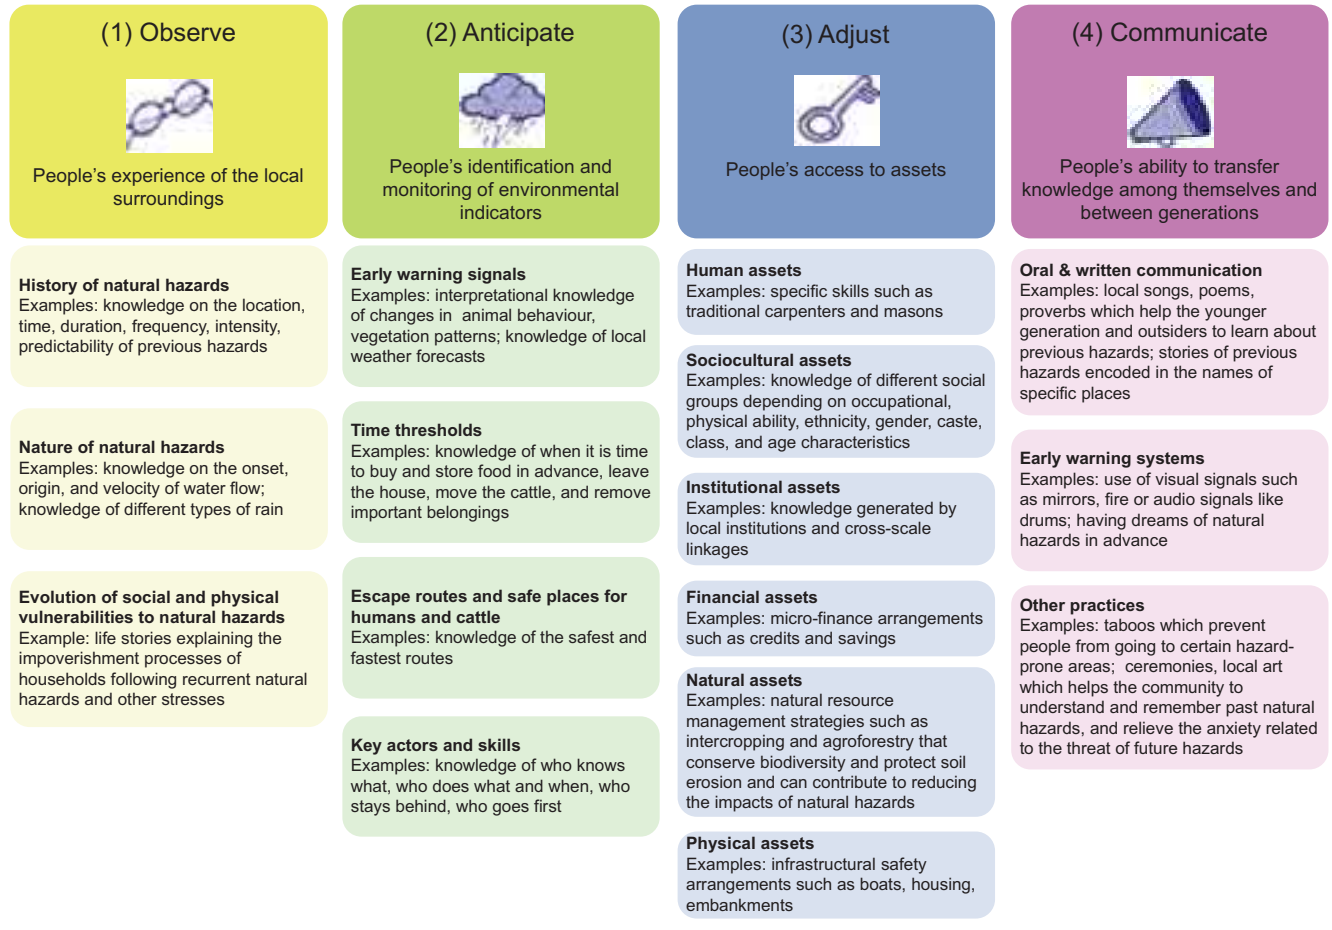 (1) Observe
People's experience of the local
surroundings
History of natural hazards
Examples: knowledge on the location,
time, duration, frequency, intensity,
predictability of previous hazards
Nature of natural hazards
Examples: knowledge on the onset,
origin, and velocity of water flow;
knowledge of different types of rain
Evolution of social and physical
vulnerabilities to natural hazards
Example: life stories explaining the
impoverishment processes of
households following recurrent natural
hazards and other stresses
(2) Anticipate
People's identification and
monitoring of environmental
indicators
Early warning signals
Examples: interpretational knowledge
of changes in animal behaviour,
vegetation patterns; knowledge of local
weather forecasts
Time thresholds
Examples: knowledge of when it is time
to buy and store food in advance, leave
the house, move the cattle, and remove
important belongings
Escape routes and safe places for
humans and cattle
Examples: knowledge of the safest and
fastest routes
Key actors and skills
Examples: knowledge of who knows
what, who does what and when, who
stays behind, who goes first
(3) Adjust
People's access to assets
Human assets
Examples: specific skills such as
traditional carpenters and masons
Sociocultural assets
Examples: knowledge of different social
groups depending on occupational,
physical ability, ethnicity, gender, caste,
class, and age characteristics
Institutional assets
Examples: knowledge generated by
local institutions and cross-scale
linkages
Financial assets
Examples: micro-finance arrangements
such as credits and savings
Natural assets
Examples: natural resource
management strategies such as
intercropping and agroforestry that
conserve biodiversity and protect soil
erosion and can contribute to reducing
the impacts of natural hazards
Physical assets
Examples: infrastructural safety
arrangements such as boats, housing,
embankments
(4) Communicate
People's ability to transfer
knowledge among themselves and
between generations
Oral & written communication
Examples: local songs, poems,
proverbs which help the younger
generation and outsiders to learn about
previous hazards; stories of previous
hazards encoded in the names of
specific places
Early warning systems
Examples: use of visual signals such
as mirrors, fire or audio signals like
drums; having dreams of natural
hazards in advance
Other practices
Examples: taboos which prevent
people from going to certain hazard-
prone areas; ceremonies, local art
which helps the community to
understand and remember past natural
hazards, and relieve the anxiety related
to the threat of future hazards